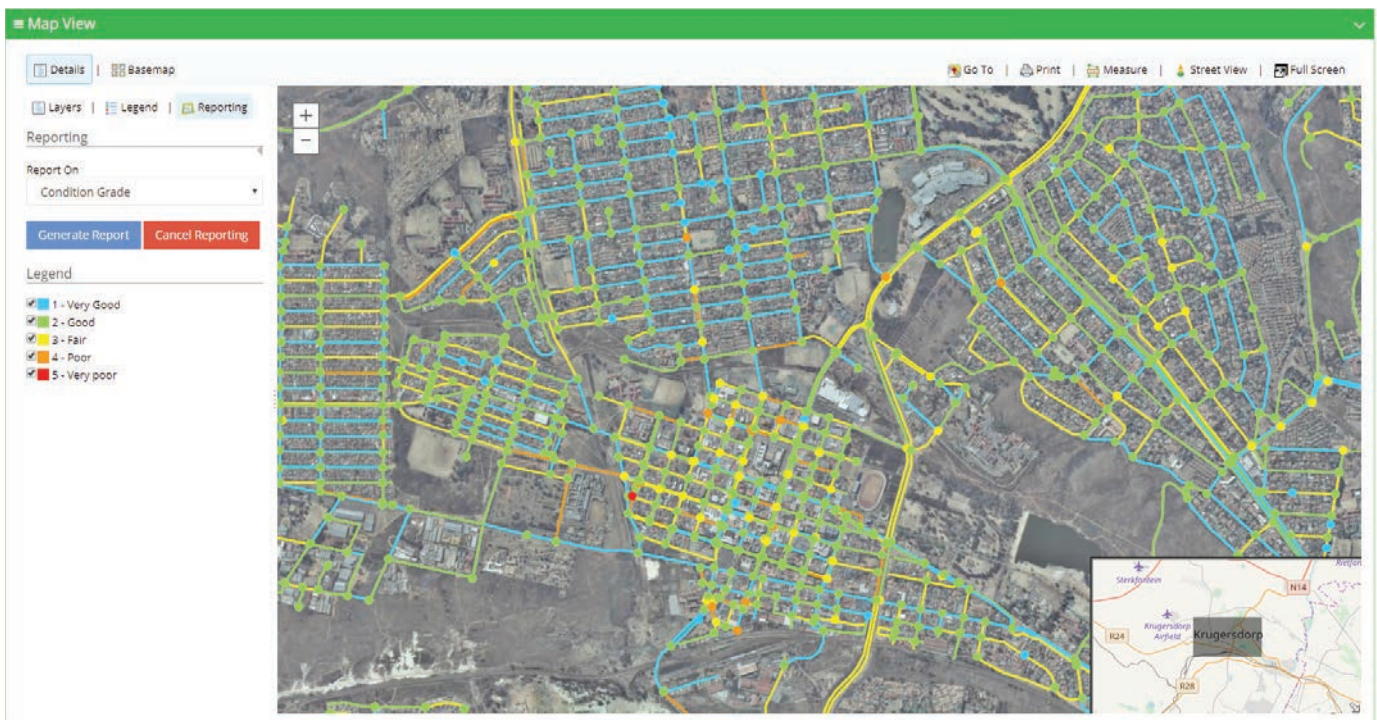 Map View
Details | Basemap
Go To | Print | Measure | Street View | Full Screen
Layers | Legend | Reporting
+
−
Reporting
Report On
Condition Grade
Generate Report Cancel Reporting
Legend
1 - Very Good
2 - Good
3 - Fair
4 - Poor
5 - Very poor
Sterkfontein
N14
Krugersdorp
Airfield
R24
Krugersdorp
R28